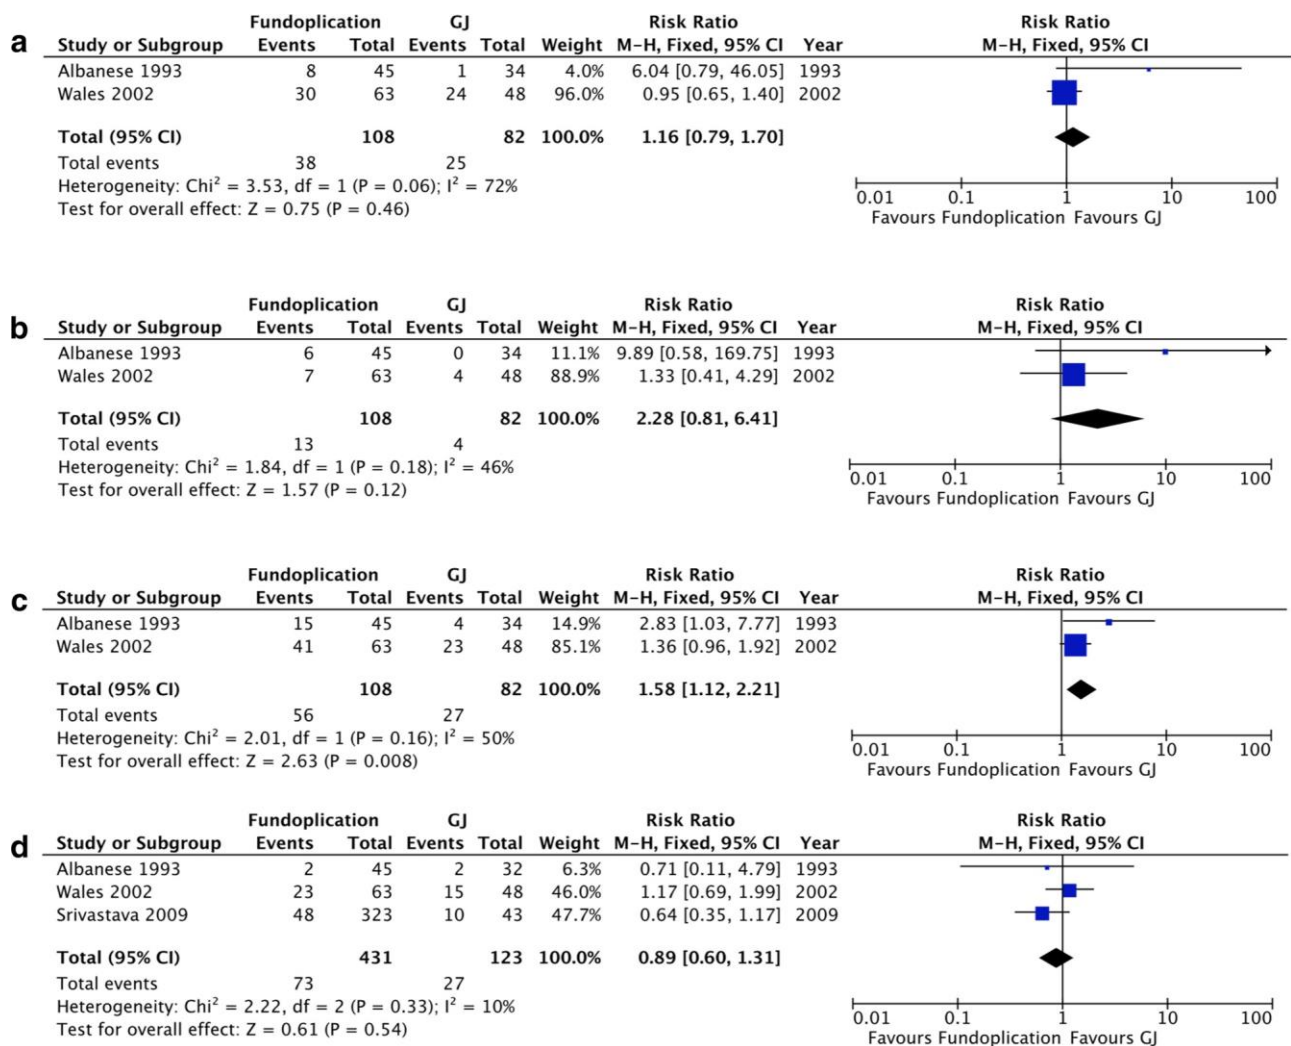 a
Fundoplication GJ Risk Ratio Risk Ratio
Study or Subgroup Events Total Events Total Weight M-H, Fixed, 95% CI Year M-H, Fixed, 95% CI
Albanese 1993 8 45 1 34 4.0% 6.04 [0.79, 46.05] 1993
Wales 2002 30 63 24 48 96.0% 0.95 [0.65, 1.40] 2002
Total (95% CI) 108 82 100.0% 1.16 [0.79, 1.70]
Total events 38 25
Heterogeneity: Chi² = 3.53, df = 1 (P = 0.06); I² = 72%
Test for overall effect: Z = 0.75 (P = 0.46)
0.01 0.1 1 10 100
Favours Fundoplication Favours GJ
b
Fundoplication GJ Risk Ratio Risk Ratio
Study or Subgroup Events Total Events Total Weight M-H, Fixed, 95% CI Year M-H, Fixed, 95% CI
Albanese 1993 6 45 0 34 11.1% 9.89 [0.58, 169.75] 1993
Wales 2002 7 63 4 48 88.9% 1.33 [0.41, 4.29] 2002
Total (95% CI) 108 82 100.0% 2.28 [0.81, 6.41]
Total events 13 4
Heterogeneity: Chi² = 1.84, df = 1 (P = 0.18); I² = 46%
Test for overall effect: Z = 1.57 (P = 0.12)
0.01 0.1 1 10 100
Favours Fundoplication Favours GJ
c
Fundoplication GJ Risk Ratio Risk Ratio
Study or Subgroup Events Total Events Total Weight M-H, Fixed, 95% CI Year M-H, Fixed, 95% CI
Albanese 1993 15 45 4 34 14.9% 2.83 [1.03, 7.77] 1993
Wales 2002 41 63 23 48 85.1% 1.36 [0.96, 1.92] 2002
Total (95% CI) 108 82 100.0% 1.58 [1.12, 2.21]
Total events 56 27
Heterogeneity: Chi² = 2.01, df = 1 (P = 0.16); I² = 50%
Test for overall effect: Z = 2.63 (P = 0.008)
0.01 0.1 1 10 100
Favours Fundoplication Favours GJ
d
Fundoplication GJ Risk Ratio Risk Ratio
Study or Subgroup Events Total Events Total Weight M-H, Fixed, 95% CI Year M-H, Fixed, 95% CI
Albanese 1993 2 45 2 32 6.3% 0.71 [0.11, 4.79] 1993
Wales 2002 23 63 15 48 46.0% 1.17 [0.69, 1.99] 2002
Srivastava 2009 48 323 10 43 47.7% 0.64 [0.35, 1.17] 2009
Total (95% CI) 431 123 100.0% 0.89 [0.60, 1.31]
Total events 73 27
Heterogeneity: Chi² = 2.22, df = 2 (P = 0.33); I² = 10%
Test for overall effect: Z = 0.61 (P = 0.54)
0.01 0.1 1 10 100
Favours Fundoplication Favours GJ